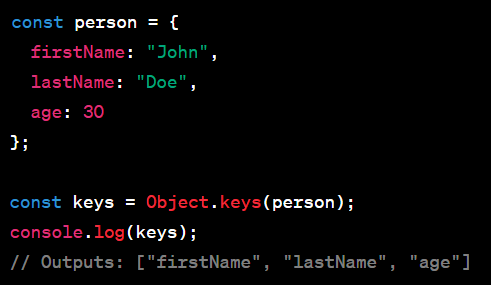 const person = {
  firstName: "John",
  lastName: "Doe",
  age: 30
};

const keys = Object.keys(person);
console.log(keys);
// Outputs: ["firstName", "lastName", "age"]